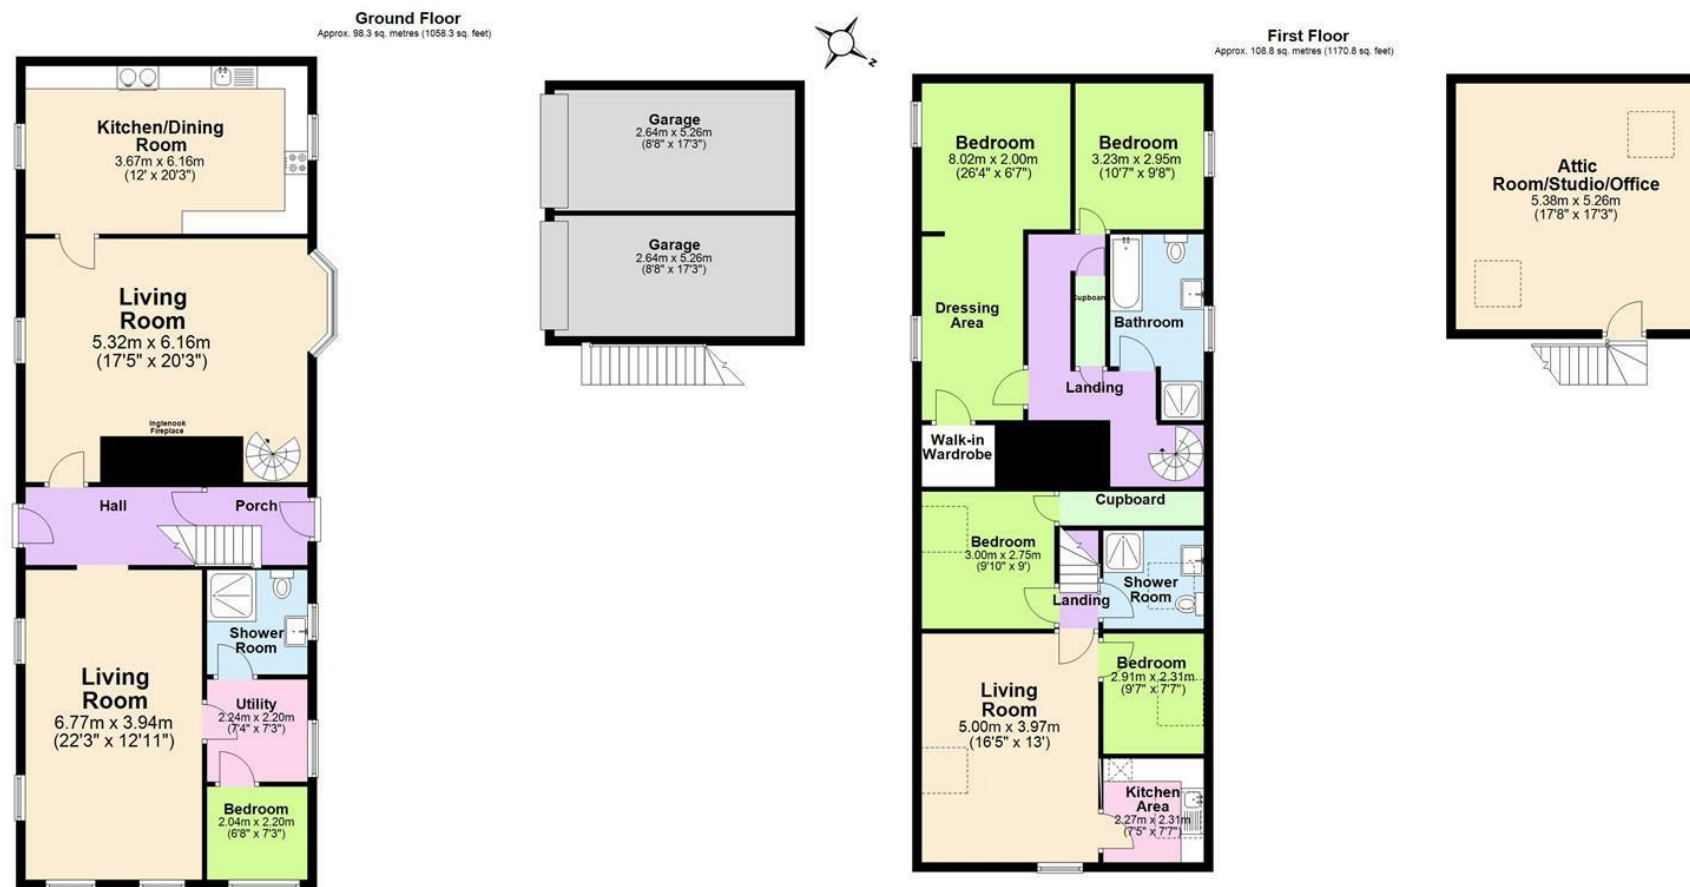 Ground Floor
Approx. 98.3 sq. metres (1058.3 sq. feet)
Kitchen/Dining
Room
3.67m x 6.16m
(12' x 20'3")
Living
Room
5.32m x 6.16m
(17'5" x 20'3")
Inglenook
Fireplace
Hall
Porch
Living
Room
6.77m x 3.94m
(22'3" x 12'11")
Shower
Room
Utility
2.24m x 2.20m
(7'4" x 7'3")
Bedroom
2.04m x 2.20m
(6'8" x 7'3")
Garage
2.64m x 5.26m
(8'8" x 17'3")
Garage
2.64m x 5.26m
(8'8" x 17'3")
N
First Floor
Approx. 108.8 sq. metres (1170.8 sq. feet)
Bedroom
8.02m x 2.00m
(26'4" x 6'7")
Bedroom
3.23m x 2.95m
(10'7" x 9'8")
Dressing
Area
Cupboard
Bathroom
Landing
Walk-in
Wardrobe
Cupboard
Bedroom
3.00m x 2.75m
(9'10" x 9')
Landing
Shower
Room
Living
Room
5.00m x 3.97m
(16'5" x 13')
Bedroom
2.91m x 2.31m
(9'7" x 7'7")
Kitchen
Area
2.27m x 2.31m
(7'5" x 7'7")
Attic
Room/Studio/Office
5.38m x 5.26m
(17'8" x 17'3")